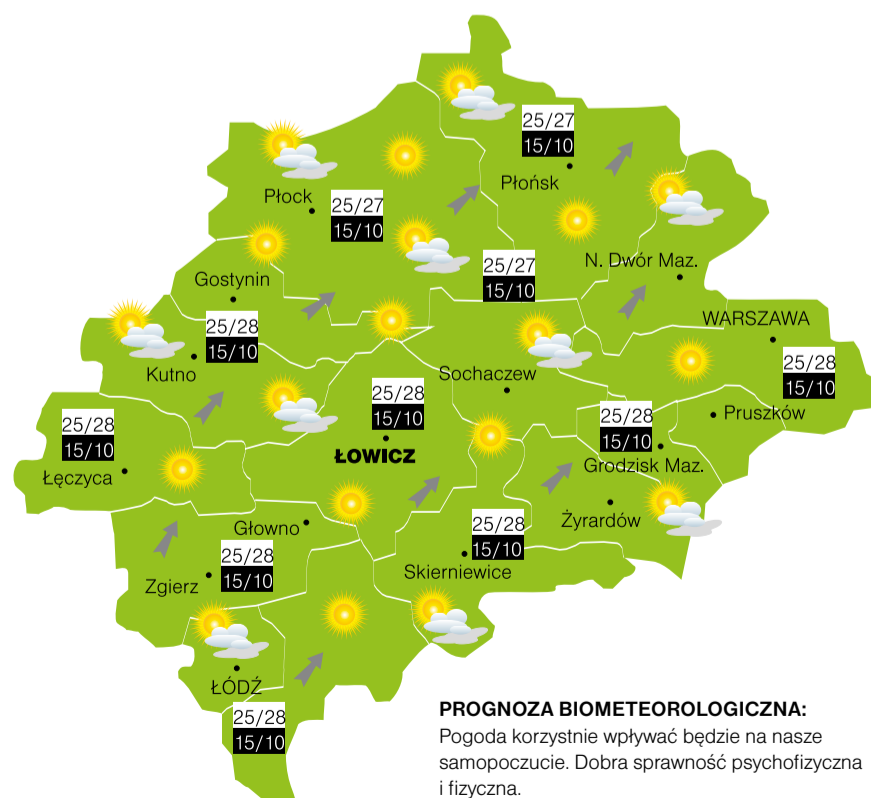 25/27
15/10
Płońsk
Płock
25/27
15/10
25/27
15/10
N. Dwór Maz.
Gostynin
WARSZAWA
25/28
15/10
Kutno
Sochaczew
25/28
15/10
25/28
15/10
ŁOWICZ
25/28
15/10
Pruszków
Grodzisk Maz.
25/28
15/10
Łęczyca
Głowno
Żyrardów
25/28
15/10
Skierniewice
25/28
15/10
Zgierz
ŁÓDŹ
25/28
15/10
PROGNOZA BIOMETEOROLOGICZNA:
Pogoda korzystnie wpływać będzie na nasze
samopoczucie. Dobra sprawność psychofizyczna
i fizyczna.